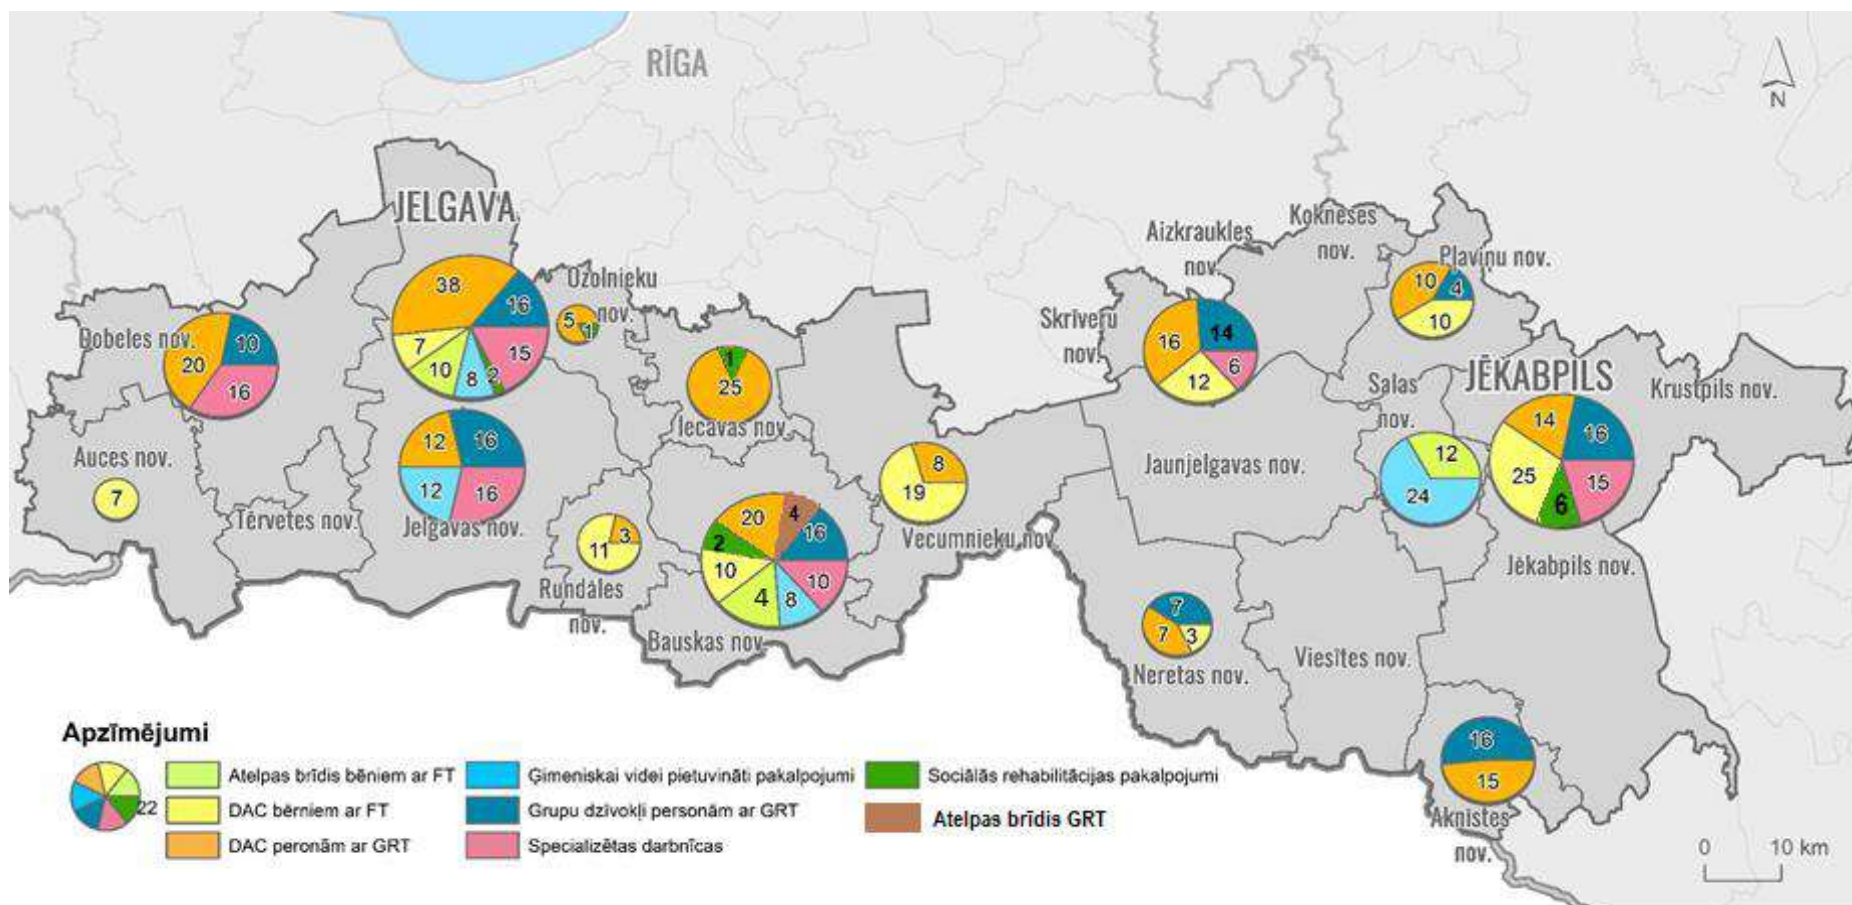 RĪGA
N
JELGAVA
Ozolnieku
nov.
Dobeles nov.
Auces nov.
Tērvetes nov.
Jelgavas nov.
Iecavas nov.
Rundāles
nov.
Bauskas nov.
Vecumnieku nov.
Skrīveru
nov.
Aizkraukles
nov.
Kokneses
nov.
Pļaviņu nov.
Jaunjelgavas nov.
Salas
nov.
JĒKABPILS
Krustpils nov.
Jēkabpils nov.
Neretas nov.
Viesītes nov.
Aknīstes
nov.
20
10
16
38
16
7
10
8
2
15
5
1
1
25
12
16
12
16
7
11
3
20
4
16
2
10
4
8
10
8
19
16
14
12
6
10
4
10
12
24
14
16
25
6
15
7
7
3
16
15
Apzīmējumi
22
Atelpas brīdis bēniem ar FT
DAC bērniem ar FT
DAC peronām ar GRT
Ģimeniskai videi pietuvināti pakalpojumi
Grupu dzīvokļi personām ar GRT
Specializētas darbnīcas
Sociālās rehabilitācijas pakalpojumi
Atelpas brīdis GRT
0 10 km